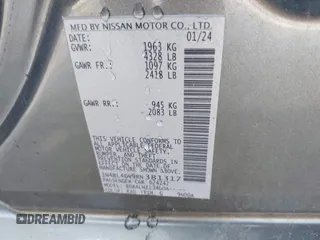 MFD BY NISSAN MOTOR CO., LTD.
DATE: 01/24
GVWR: 1963 KG
4328 LB
GAWR FR: 1097 KG
2418 LB
GAWR RR: 945 KG
2083 LB
THIS VEHICLE CONFORMS TO
ALL APPLICABLE FEDERAL
MOTOR VEHICLE SAFETY,
BUMPER, AND THEFT
PREVENTION STANDARDS IN
EFFECT ON THE DATE OF
MANUFACTURE SHOWN ABOVE.
PASSENGER CAR